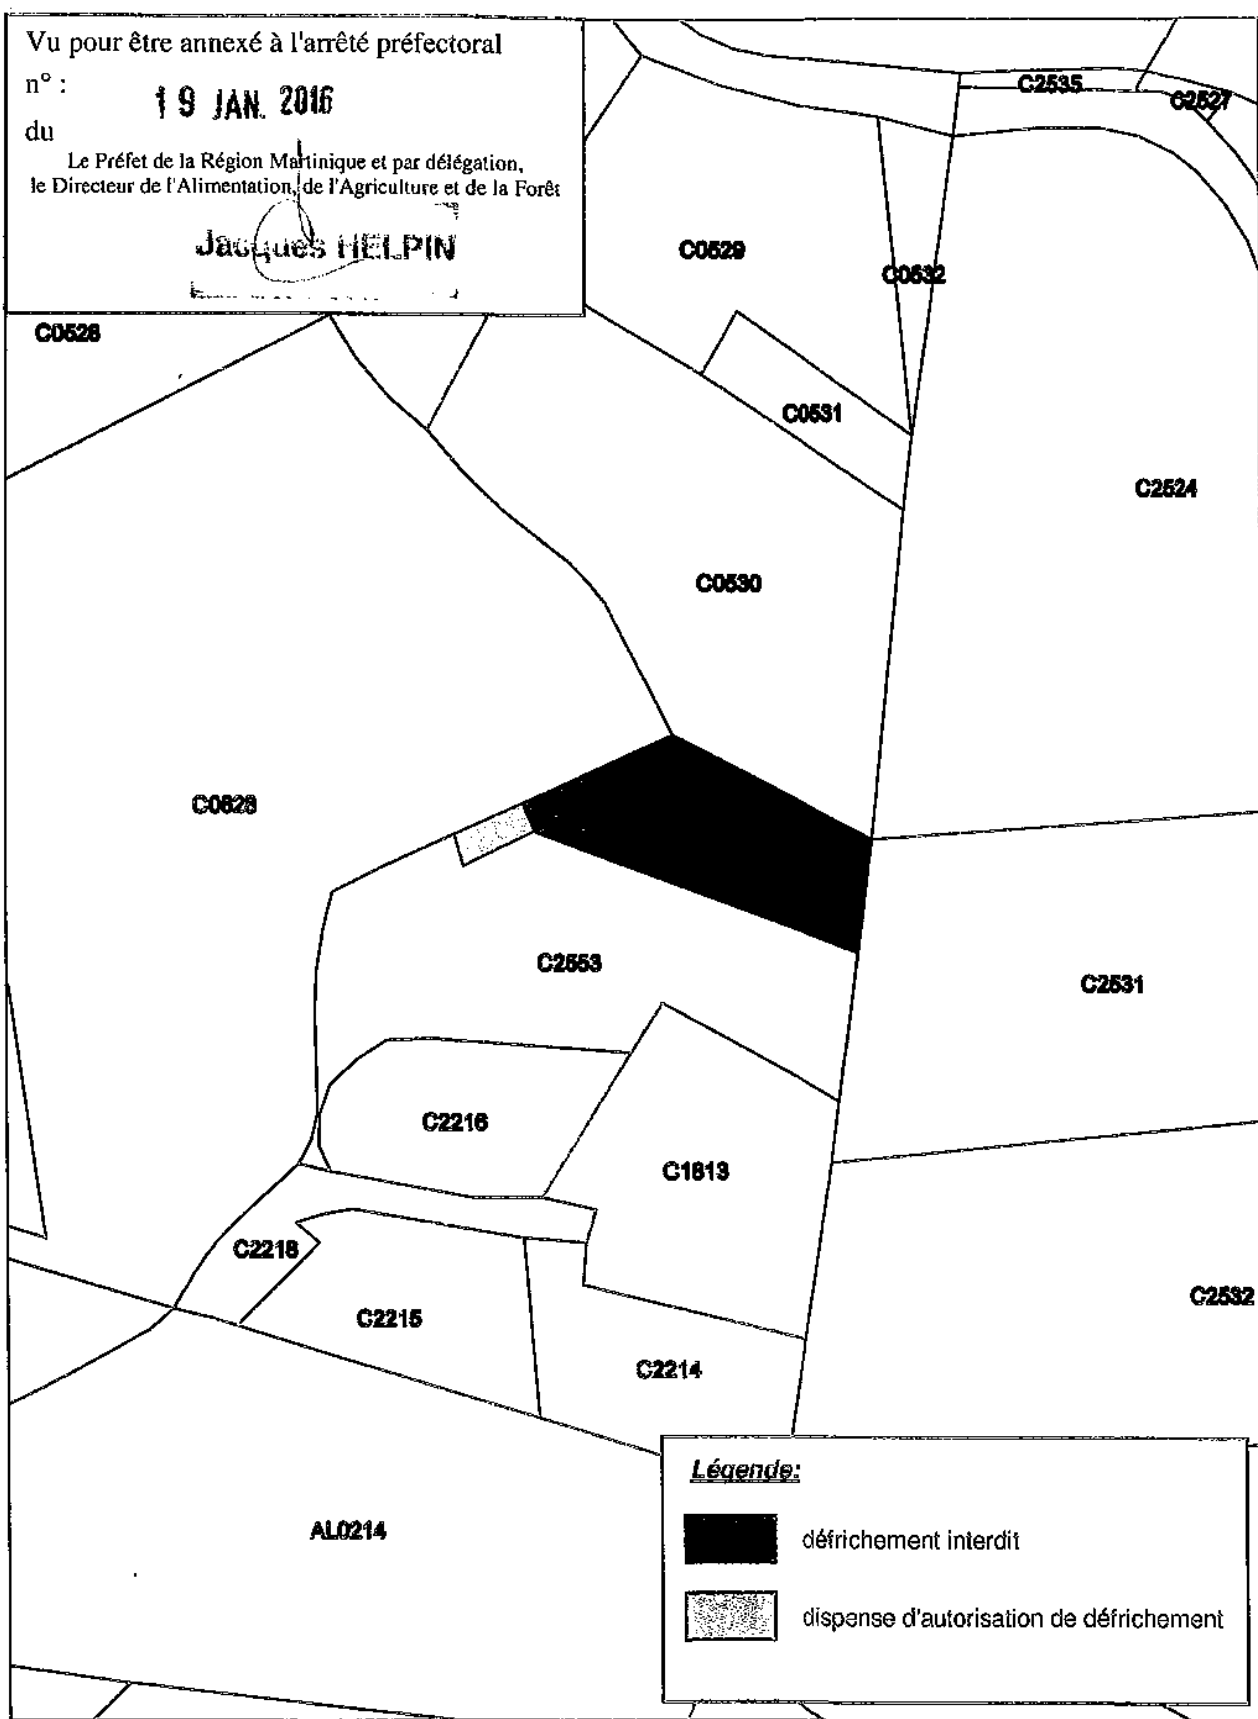 Vu pour être annexé à l'arrêté préfectoral
n° :
19 JAN. 2016
du
Le Préfet de la Région Martinique et par délégation,
le Directeur de l'Alimentation, de l'Agriculture et de la Forêt
Jacques HELPIN
C2535
C2527
C0529
C0532
C0528
C0531
C2524
C0530
C0628
C2553
C2531
C2216
C1813
C2218
C2532
C2215
C2214
Légende:
AL0214
défrichement interdit
dispense d'autorisation de défrichement